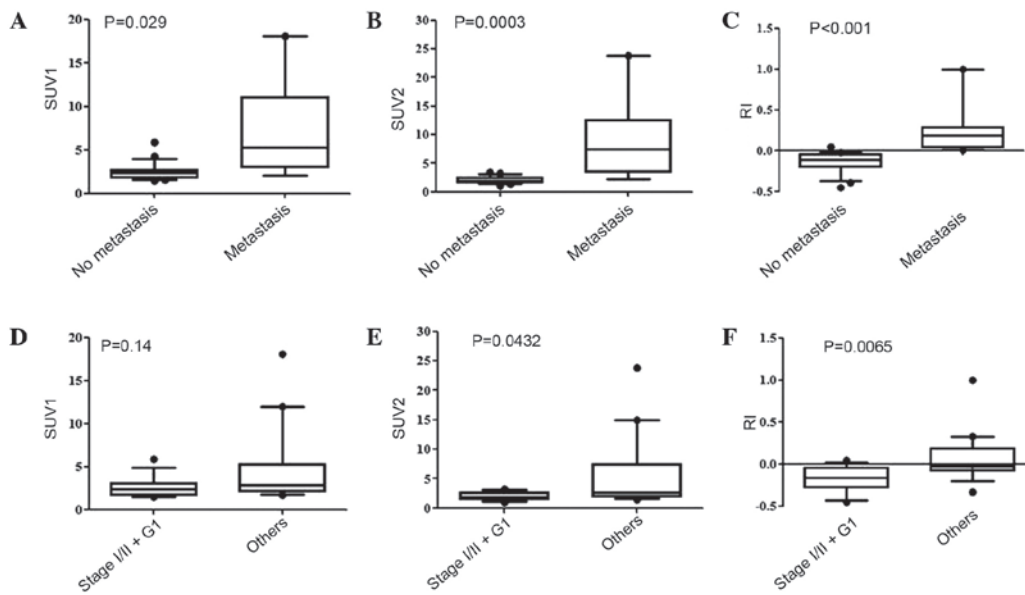 A
P=0.029
SUV1
20
15
10
5
0
No metastasis
Metastasis
B
P=0.0003
SUV2
30
25
20
15
10
5
0
No metastasis
Metastasis
C
P<0.001
RI
1.0
0.5
0.0
-0.5
No metastasis
Metastasis
D
P=0.14
SUV1
20
15
10
5
0
Stage I/II + G1
Others
E
P=0.0432
SUV2
30
25
20
15
10
5
0
Stage I/II + G1
Others
F
P=0.0065
RI
1.0
0.5
0.0
-0.5
Stage I/II + G1
Others